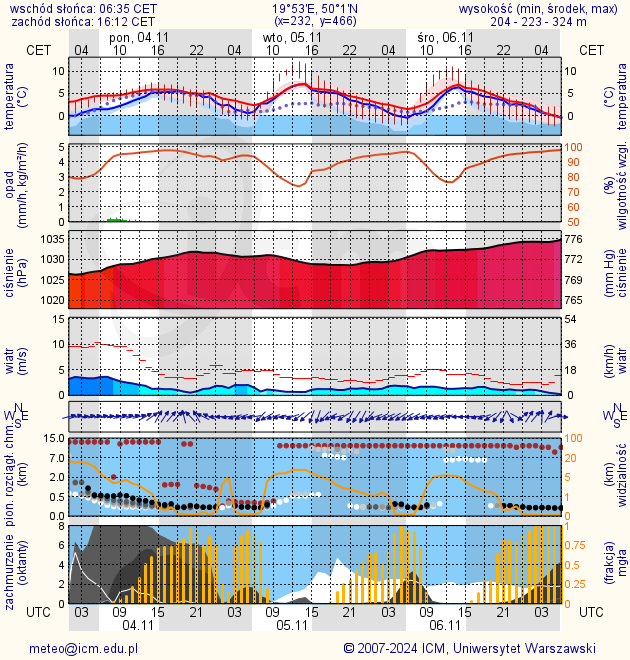 wschód słońca: 06:35 CET
19°53'E, 50°1'N
wysokość (min, środek, max)
zachód słońca: 16:12 CET
(x=232, y=466)
204 - 223 - 324 m
pon, 04.11
wto, 05.11
śro, 06.11
CET 04 10 16 22 04 10 16 22 04 10 16 22 04 CET
temperatura
(°C)
10 5 0
10 5 0
temperatura
(°C)
opad
(mm/h, kg/m²/h)
5 4 3 2 1 0
100 90 80 70 60 50
(%)
wilgotność wzgl.
ciśnienie
(hPa)
1035 1030 1025 1020
776 772 769 765
(mm Hg)
ciśnienie
wiatr
(m/s)
15 10 5 0
54 36 18 0
(km/h)
wiatr
N
W E
S
N
W E
S
pion. rozciągł. chm.
(km)
15.0 7.0 2.0 0.5 0.0
100 20 5 1 0
(km)
widzialność
zachmurzenie
(oktanty)
8 6 4 2 0
1 0.75 0.5 0.25 0
(frakcja)
mgła
UTC 03 09 15 21 03 09 15 21 03 09 15 21 03 UTC
04.11
05.11
06.11
meteo@icm.edu.pl
© 2007-2024 ICM, Uniwersytet Warszawski